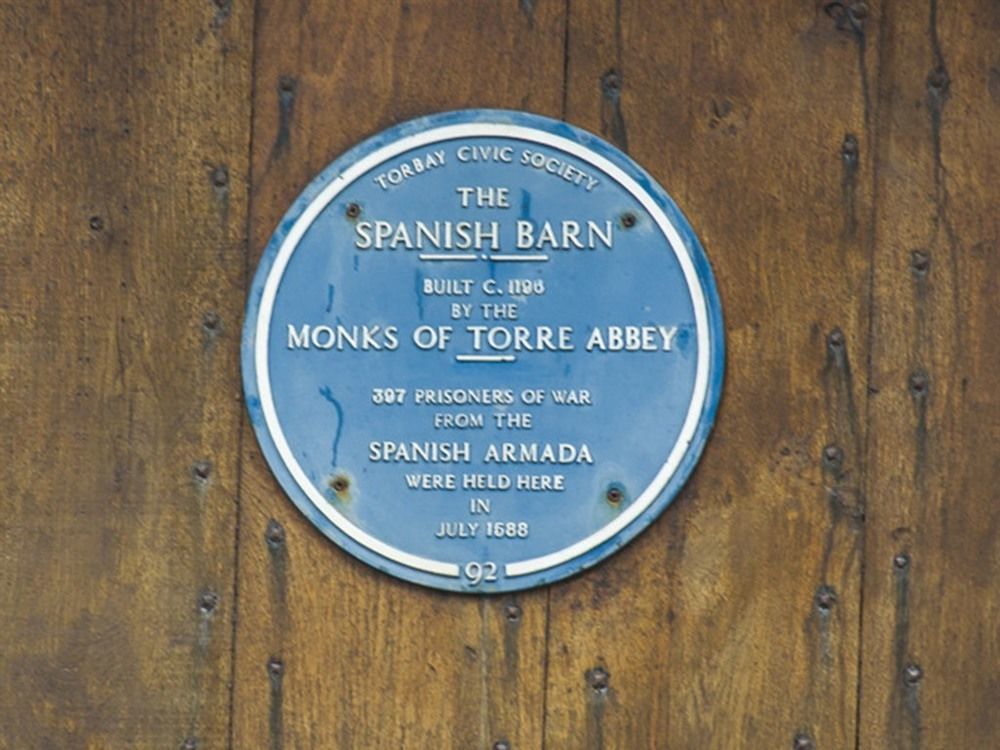 TORBAY CIVIC SOCIETY
THE
SPANISH BARN
BUILT C. 1196
BY THE
MONKS OF TORRE ABBEY
397 PRISONERS OF WAR
FROM THE
SPANISH ARMADA
WERE HELD HERE
IN
JULY 1588
92